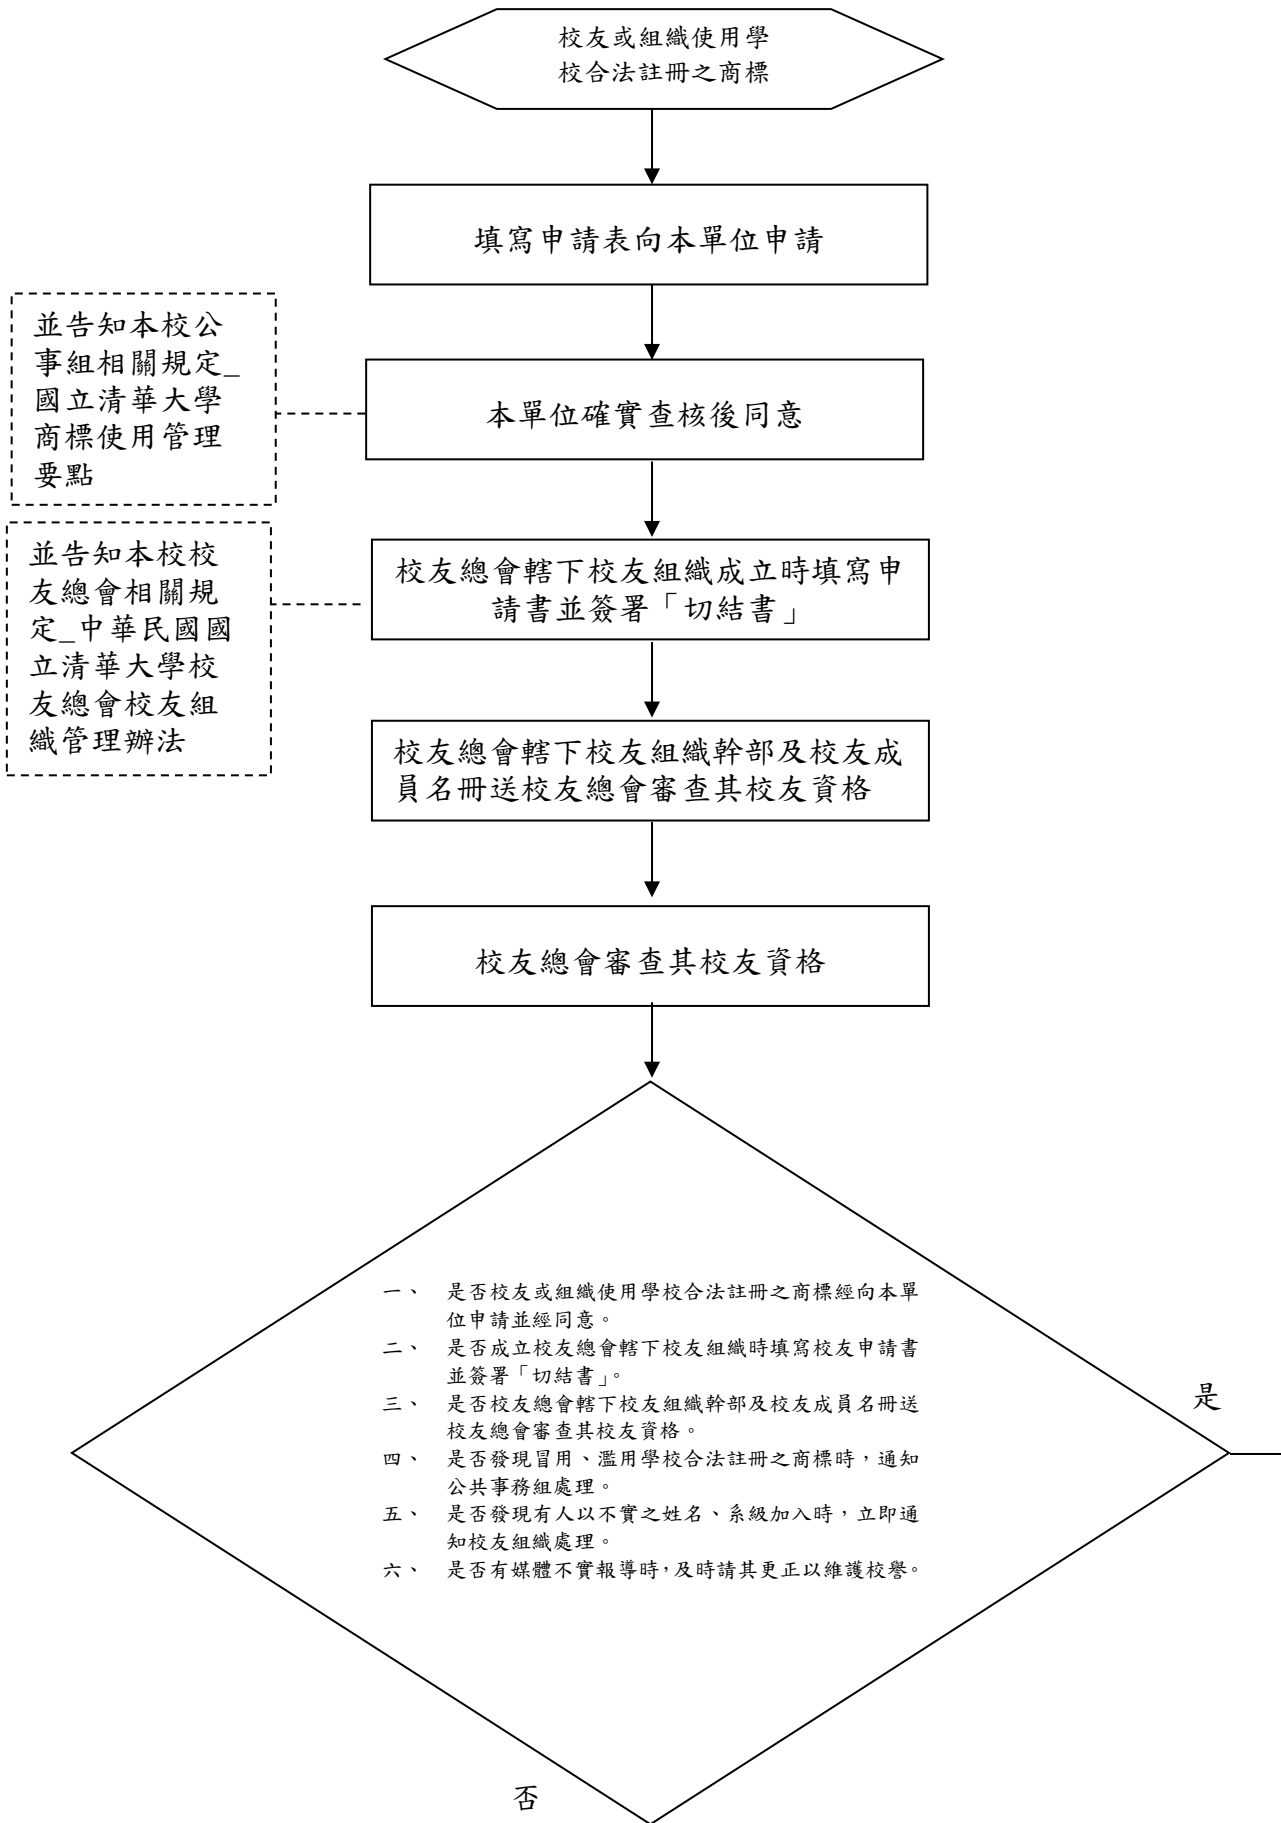 校友或組織使用學
校合法註冊之商標
填寫申請表向本單位申請
並告知本校公
事組相關規定_
國立清華大學
商標使用管理
要點
本單位確實查核後同意
並告知本校校
友總會相關規
定_中華民國國
立清華大學校
友總會校友組
織管理辦法
校友總會轄下校友組織成立時填寫申
請書並簽署「切結書」
校友總會轄下校友組織幹部及校友成
員名冊送校友總會審查其校友資格
校友總會審查其校友資格
一、 是否校友或組織使用學校合法註冊之商標經向本單
位申請並經同意。
二、 是否成立校友總會轄下校友組織時填寫校友申請書
並簽署「切結書」。
三、 是否校友總會轄下校友組織幹部及校友成員名冊送
校友總會審查其校友資格。
四、 是否發現冒用、濫用學校合法註冊之商標時，通知
公共事務組處理。
五、 是否發現有人以不實之姓名、系級加入時，立即通
知校友組織處理。
六、 是否有媒體不實報導時，及時請其更正以維護校譽。
是
否